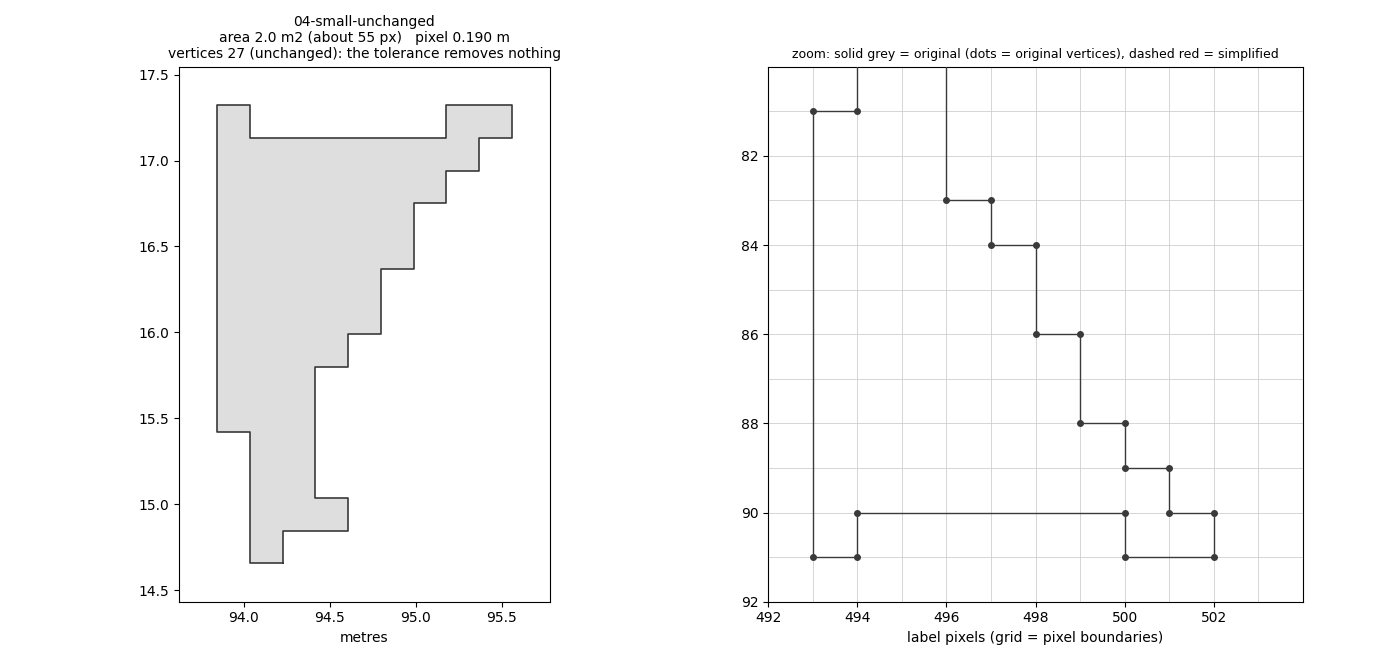 04-small-unchanged
area 2.0 m2 (about 55 px)   pixel 0.190 m
vertices 27 (unchanged): the tolerance removes nothing
17.5
17.0
16.5
16.0
15.5
15.0
14.5
94.0 94.5 95.0 95.5
metres
zoom: solid grey = original (dots = original vertices), dashed red = simplified
82
84
86
88
90
92
492 494 496 498 500 502
label pixels (grid = pixel boundaries)